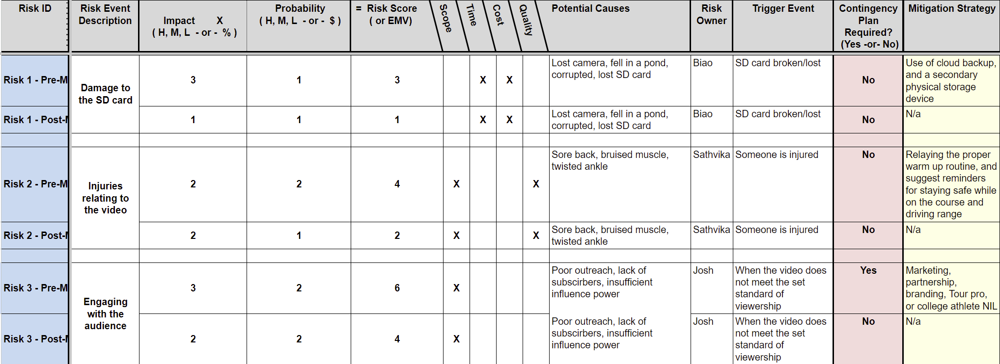 Risk ID
Risk Event
Description
Impact X
( H, M, L - or - % )
Probability
( H, M, L - or - $ )
= Risk Score
( or EMV)
Scope
Time
Cost
Quality
Potential Causes
Risk
Owner
Trigger Event
Contingency
Plan
Required?
(Yes -or- No)
Mitigation Strategy
Risk 1 - Pre-M
Damage to
the SD card
3
1
3
X
X
Lost camera, fell in a pond,
corrupted, lost SD card
Biao
SD card broken/lost
No
Use of cloud backup,
and a secondary
physical storage
device
Risk 1 - Post-M
1
1
1
X
X
Lost camera, fell in a pond,
corrupted, lost SD card
Biao
SD card broken/lost
No
N/a
Risk 2 - Pre-M
Injuries
relating to
the video
2
2
4
X
X
Sore back, bruised muscle,
twisted ankle
Sathvika
Someone is injured
No
Relaying the proper
warm up routine, and
suggest reminders
for staying safe while
on the course and
driving range
Risk 2 - Post-M
2
1
2
X
X
Sore back, bruised muscle,
twisted ankle
Sathvika
Someone is injured
No
N/a
Risk 3 - Pre-M
Engaging
with the
audience
3
2
6
X
Poor outreach, lack of
subscirbers, insufficient
influence power
Josh
When the video does
not meet the set
standard of
viewership
Yes
Marketing,
partnership,
branding, Tour pro,
or college athlete NIL
Risk 3 - Post-M
2
2
4
X
Poor outreach, lack of
subscirbers, insufficient
influence power
Josh
When the video does
not meet the set
standard of
viewership
No
N/a